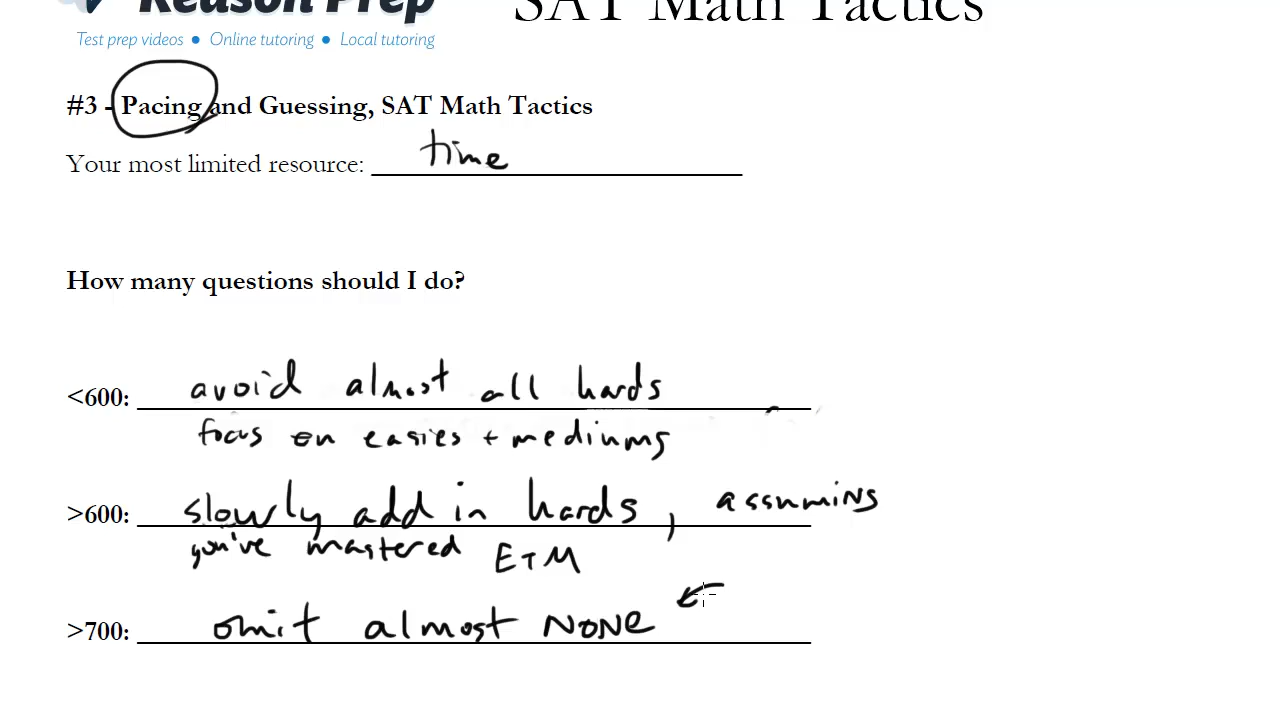 Reason Prep
SAT Math Tactics
Test prep videos ● Online tutoring ● Local tutoring
#3 - Pacing and Guessing, SAT Math Tactics
Your most limited resource: time
How many questions should I do?
<600: avoid almost all hards
focus on easies + mediums
>600: slowly add in hards, assuming
you've mastered E+M
>700: omit almost NONE